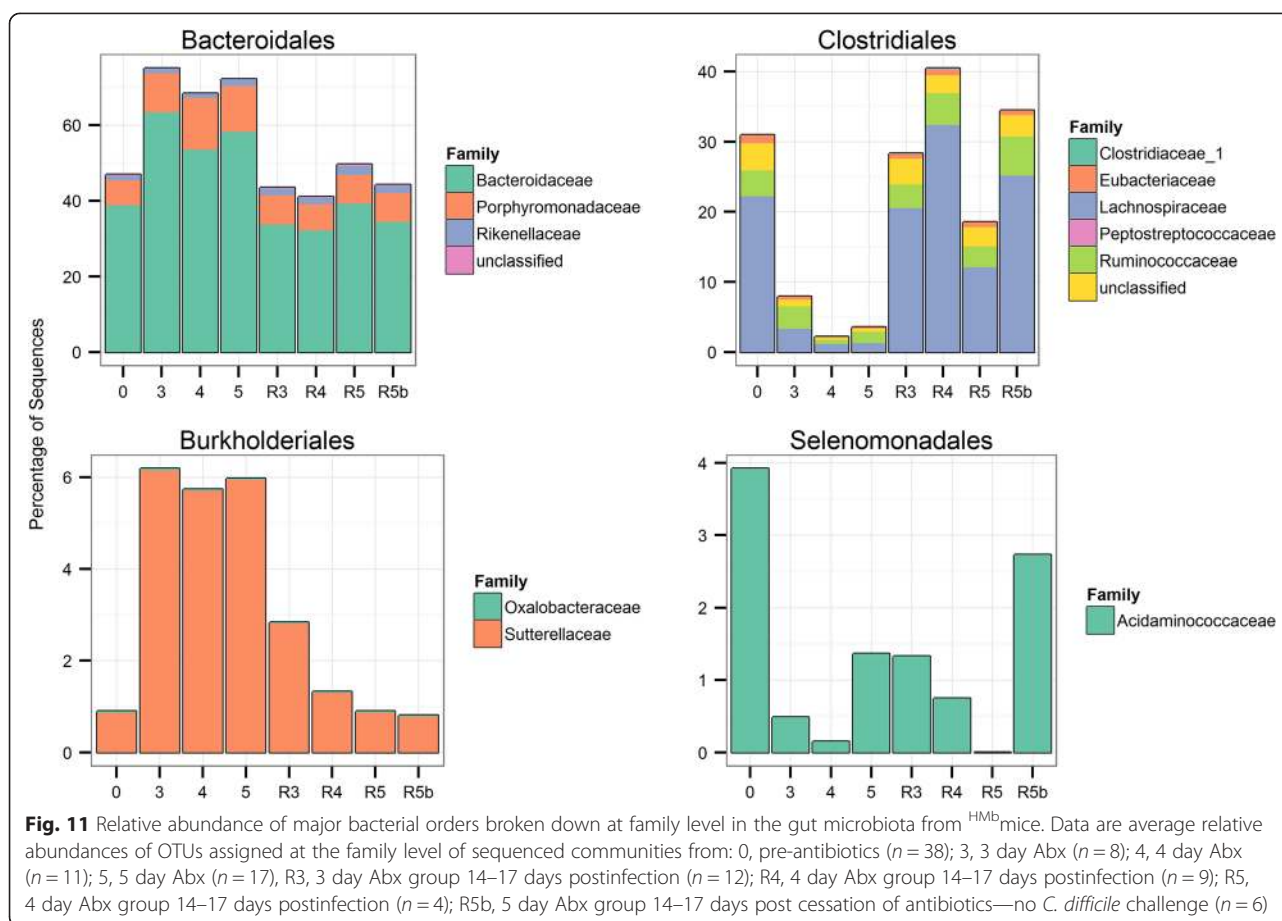 Bacteroidales
Percentage of Sequences
60
40
20
0
0 3 4 5 R3 R4 R5 R5b
Family
Bacteroidaceae
Porphyromonadaceae
Rikenellaceae
unclassified
Clostridiales
40
30
20
10
0
0 3 4 5 R3 R4 R5 R5b
Family
Clostridiaceae_1
Eubacteriaceae
Lachnospiraceae
Peptostreptococcaceae
Ruminococcaceae
unclassified
Burkholderiales
6
4
2
0
0 3 4 5 R3 R4 R5 R5b
Family
Oxalobacteraceae
Sutterellaceae
Selenomonadales
4
3
2
1
0
0 3 4 5 R3 R4 R5 R5b
Family
Acidaminococcaceae
Fig. 11 Relative abundance of major bacterial orders broken down at family level in the gut microbiota from HMbmice. Data are average relative
abundances of OTUs assigned at the family level of sequenced communities from: 0, pre-antibiotics (n = 38); 3, 3 day Abx (n = 8); 4, 4 day Abx
(n = 11); 5, 5 day Abx (n = 17), R3, 3 day Abx group 14–17 days postinfection (n = 12); R4, 4 day Abx group 14–17 days postinfection (n = 9); R5,
4 day Abx group 14–17 days postinfection (n = 4); R5b, 5 day Abx group 14–17 days post cessation of antibiotics—no C. difficile challenge (n = 6)